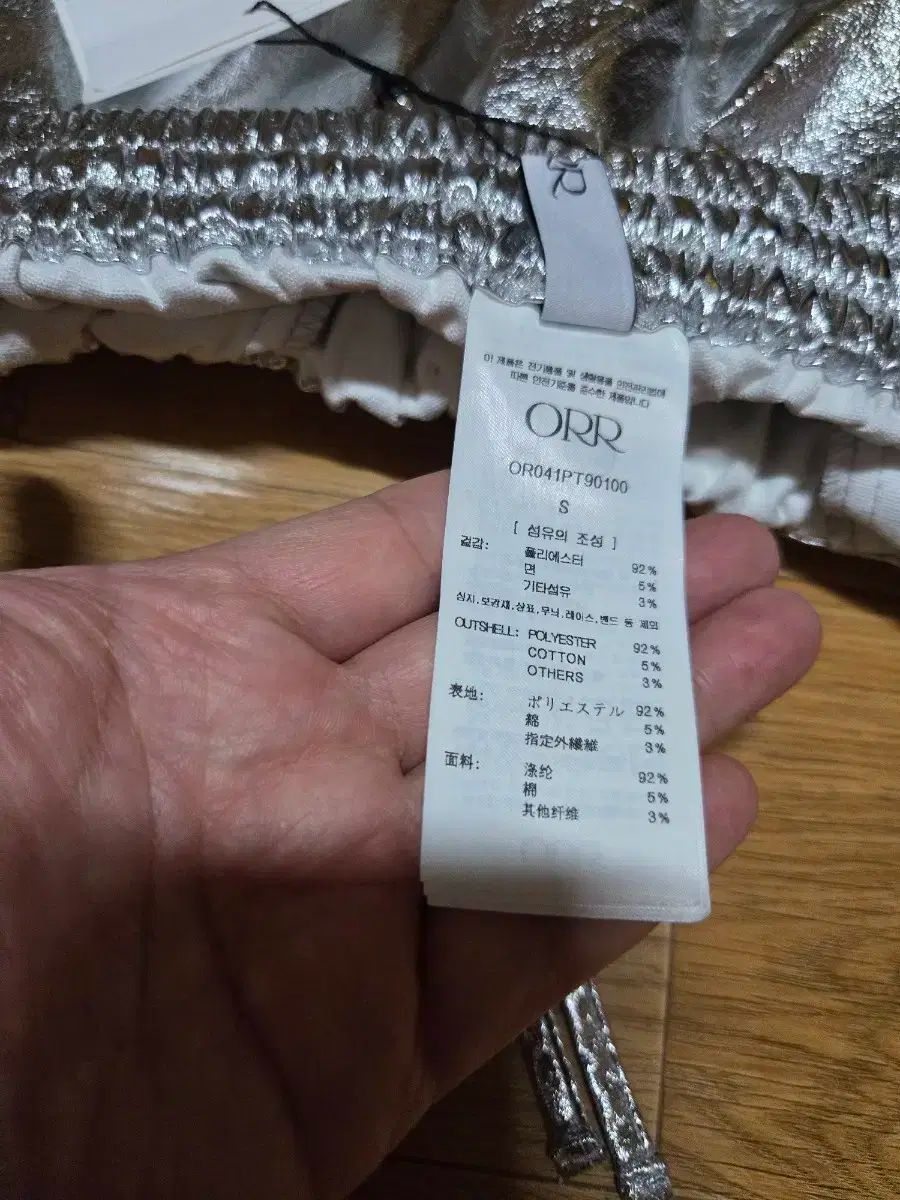 이 제품은 전기용품 및 생활용품 안전관리법에
따른 안전기준을 준수한 제품입니다
ORR
OR041PT90100
S
[ 섬유의 조성 ]
겉감: 폴리에스터 92%
면 5%
기타섬유 3%
심지,보강재,상표,무늬,레이스,밴드 등 제외
OUTSHELL: POLYESTER 92%
COTTON 5%
OTHERS 3%
表地: ポリエステル 92%
綿 5%
指定外繊維 3%
面料: 涤纶 92%
棉 5%
其他纤维 3%